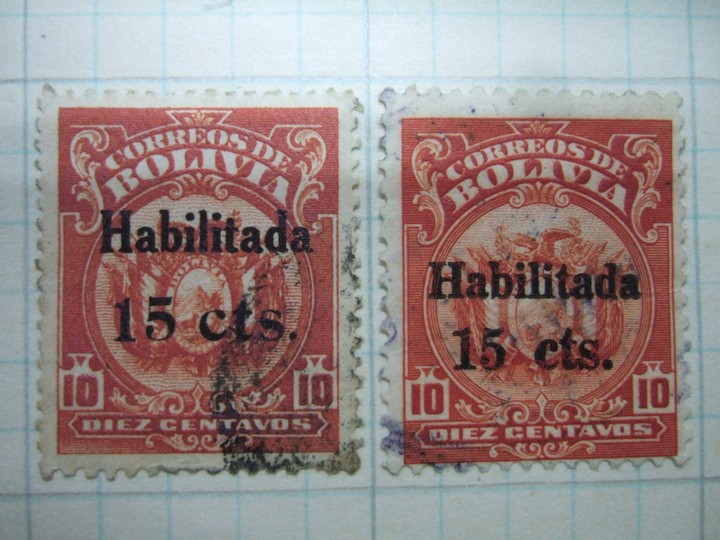 CORREOS DE
BOLIVIA
Habilitada
15 cts.
10 10
DIEZ CENTAVOS
CORREOS DE
BOLIVIA
Habilitada
15 cts.
10 10
DIEZ CENTAVOS